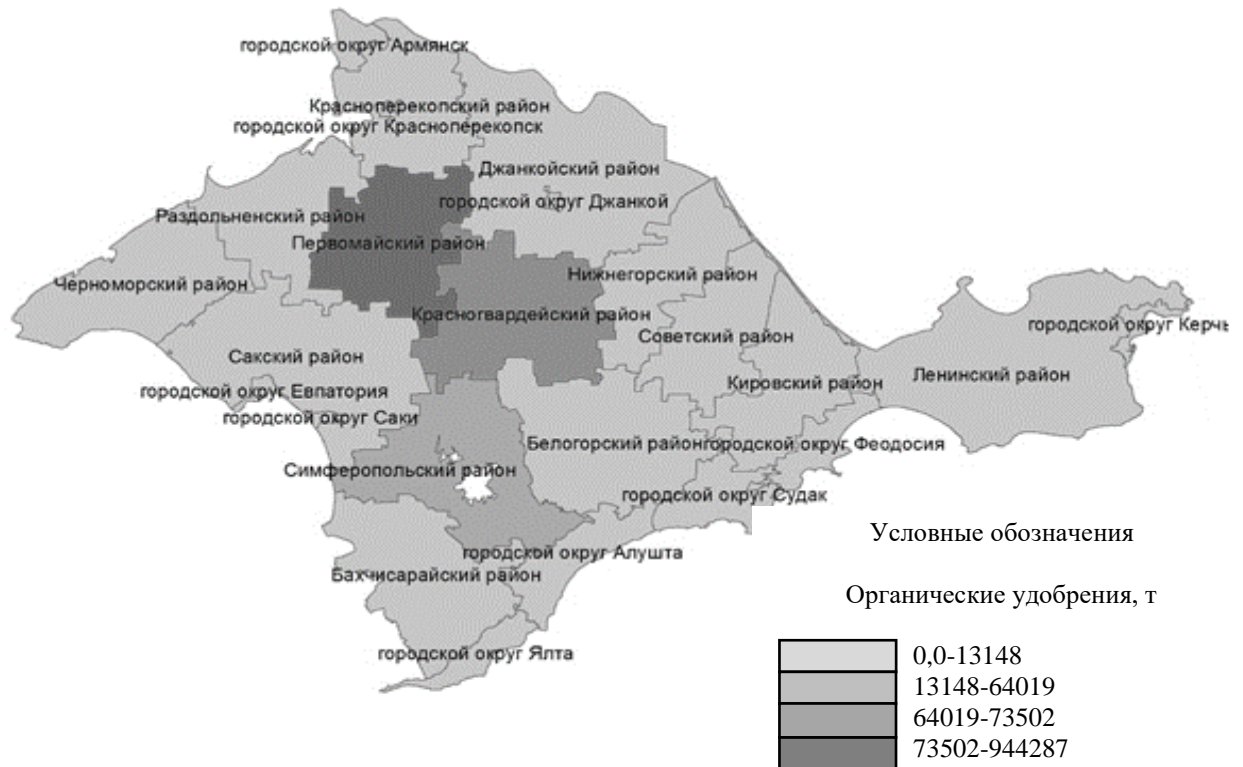 городской округ Армянск
Красноперекопский район
городской округ Красноперекопск
Джанкойский район
городской округ Джанкой
Раздольненский район
Первомайский район
Черноморский район
Нижнегорский район
Красногвардейский район
городской округ Керчь
Советский район
Сакский район
Кировский район
Ленинский район
городской округ Евпатория
городской округ Саки
Белогорский район
городской округ Феодосия
Симферопольский район
городской округ Судак
Условные обозначения
городской округ Алушта
Бахчисарайский район
Органические удобрения, т
городской округ Ялта
0,0-13148
13148-64019
64019-73502
73502-944287